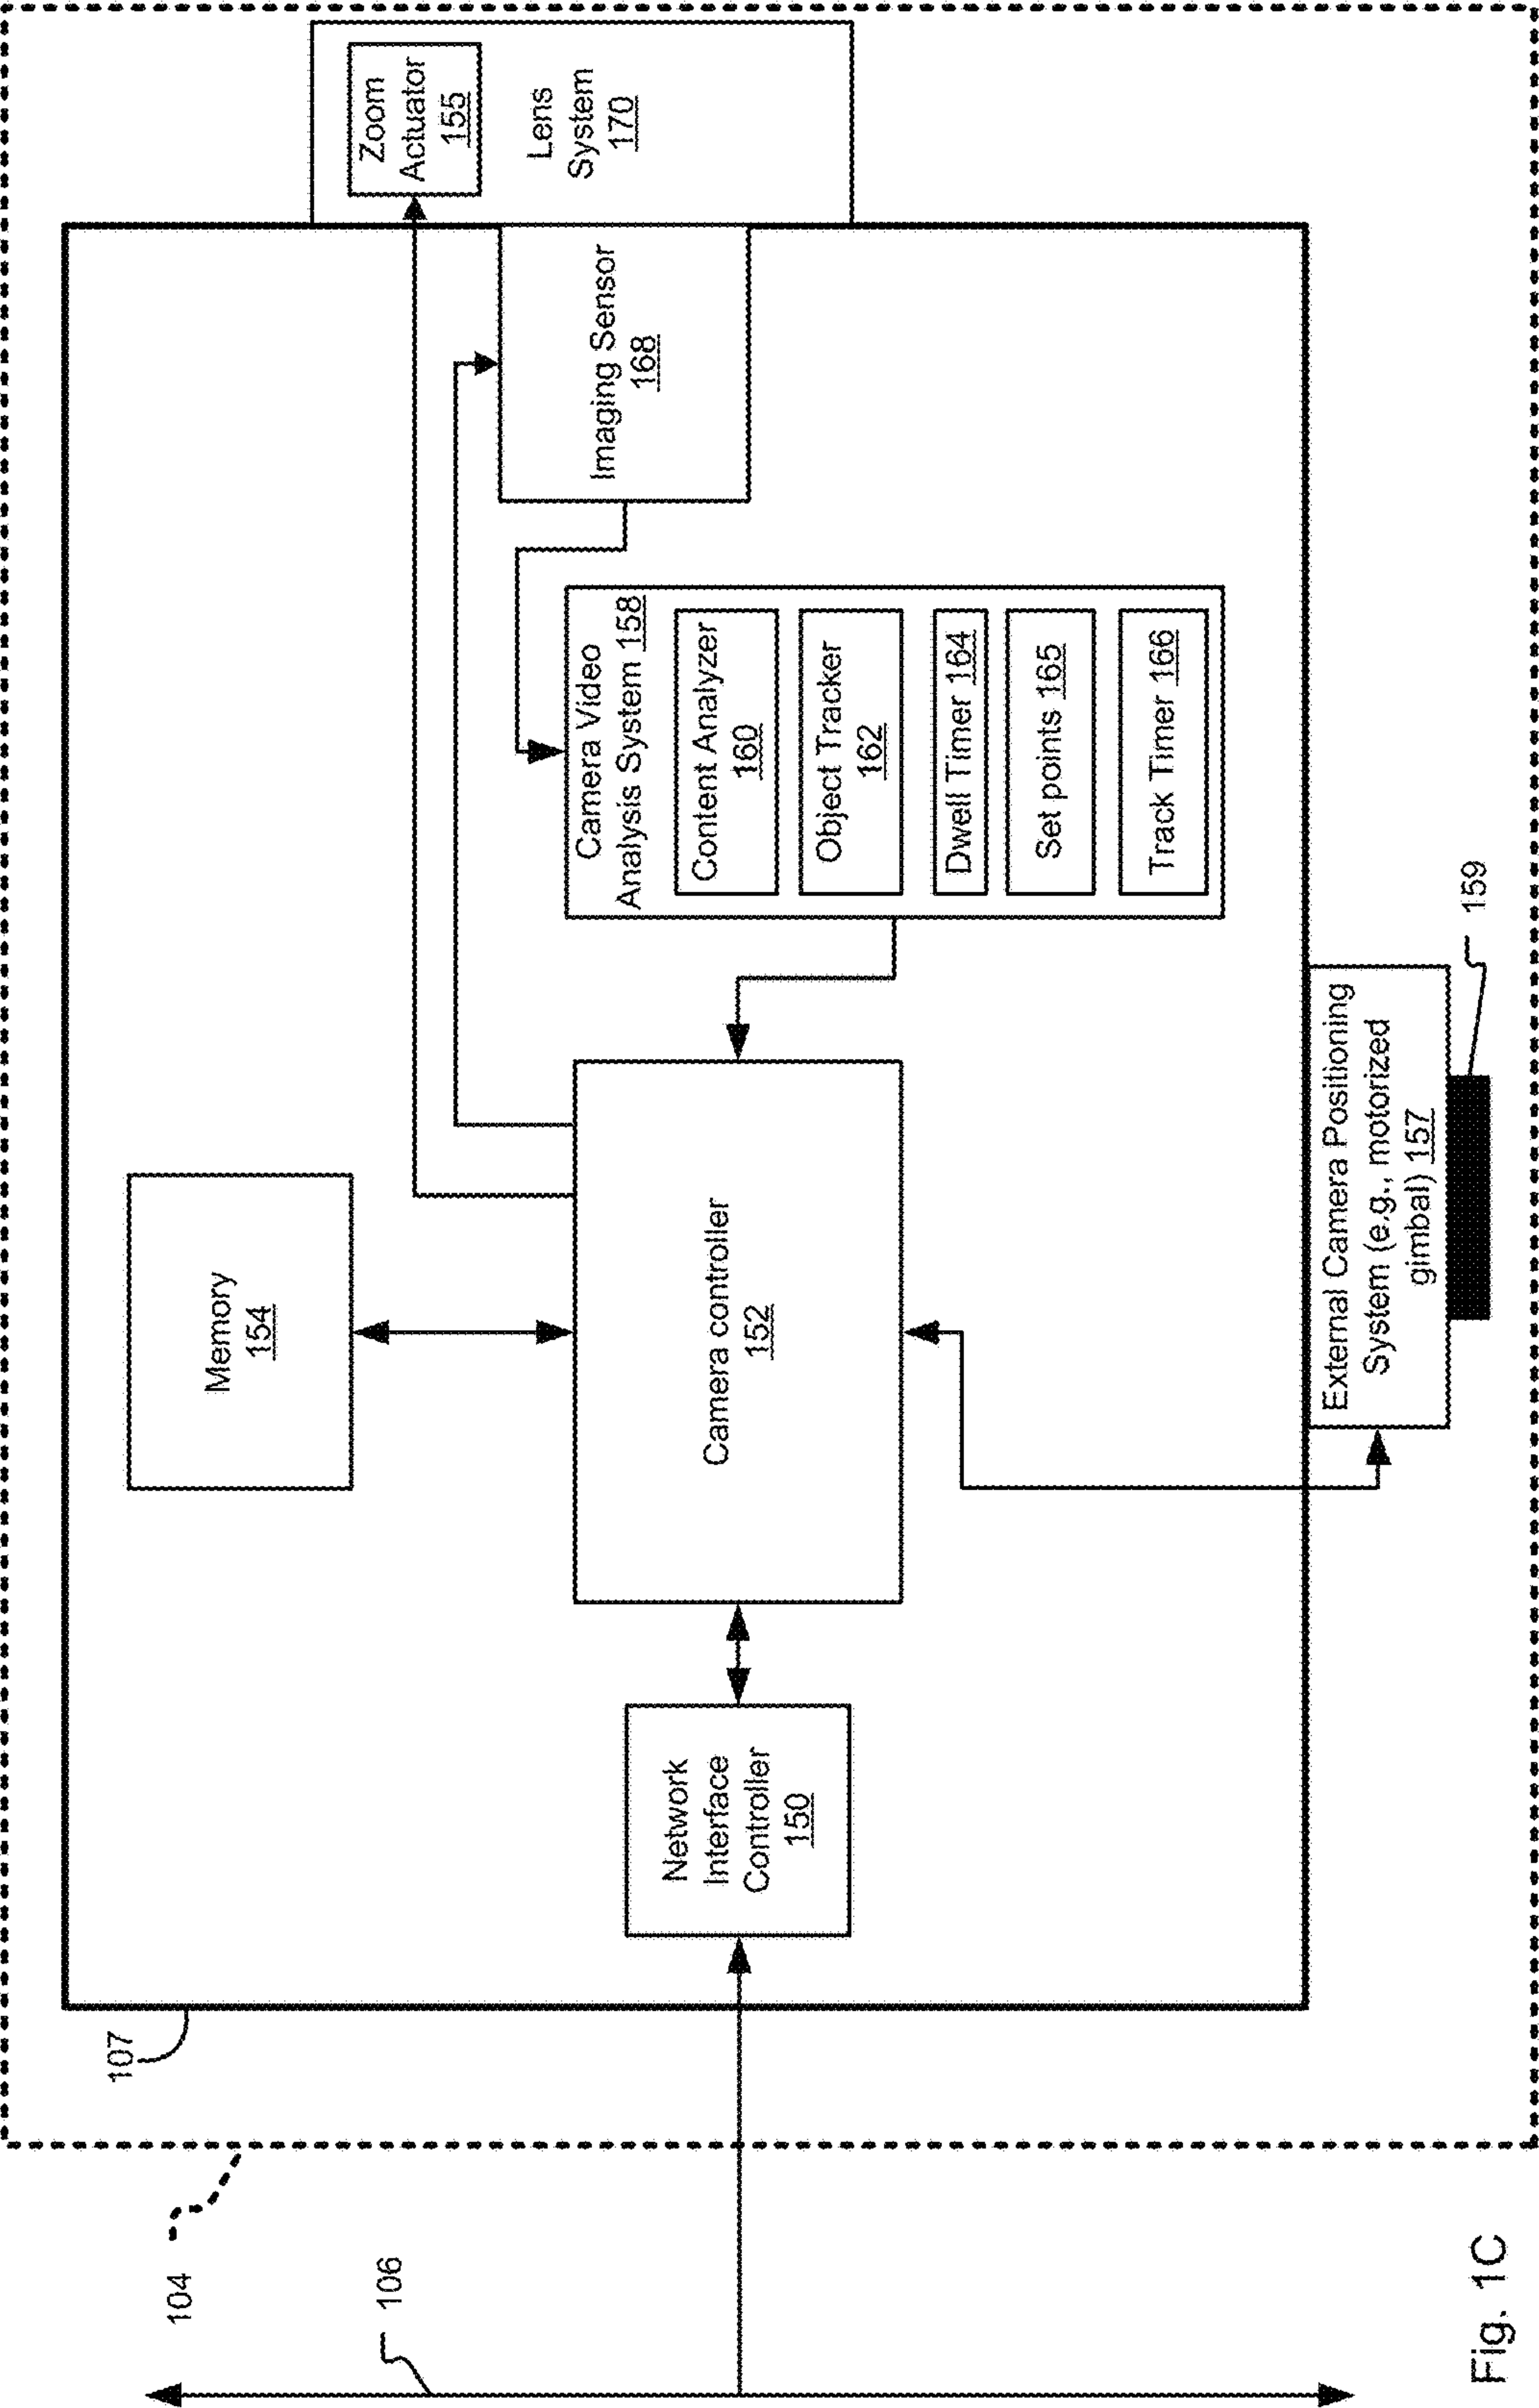 Zoom
Actuator
155
Lens
System
170
Imaging Sensor
168
Camera Video
Analysis System 158
Content Analyzer
160
Object Tracker
162
Dwell Timer 164
Set points 165
Track Timer 166
Memory
154
Camera controller
152
Network
Interface
Controller
150
External Camera Positioning
System (e.g., motorized
gimbal) 157
159
107
104
106
Fig. 1C